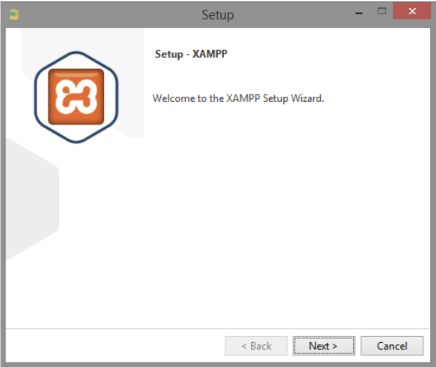 Setup
Setup - XAMPP
Welcome to the XAMPP Setup Wizard.
< Back
Next >
Cancel